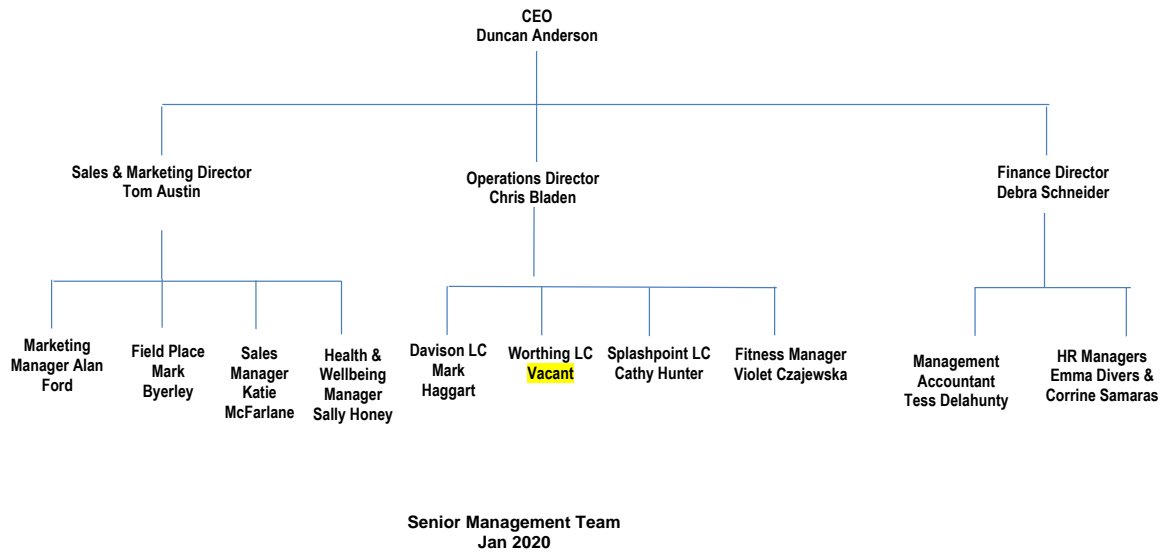 CEO
Duncan Anderson
Sales & Marketing Director
Tom Austin
Operations Director
Chris Bladen
Finance Director
Debra Schneider
Marketing
Manager Alan
Ford
Field Place
Mark
Byerley
Sales
Manager
Katie
McFarlane
Health &
Wellbeing
Manager
Sally Honey
Davison LC
Mark
Haggart
Worthing LC
Vacant
Splashpoint LC
Cathy Hunter
Fitness Manager
Violet Czajewska
Management
Accountant
Tess Delahunty
HR Managers
Emma Divers &
Corrine Samaras
Senior Management Team
Jan 2020